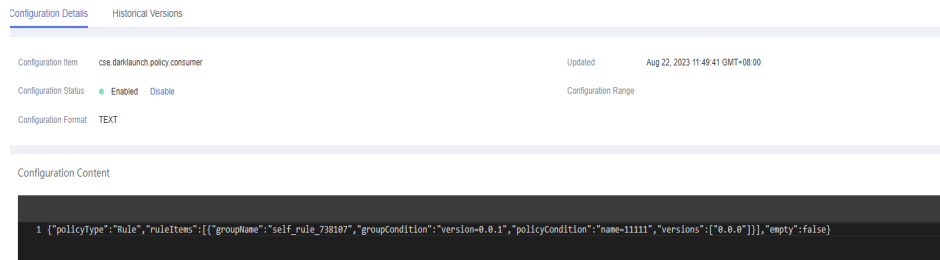 Configuration Details Historical Versions
Configuration Item cse.darklaunch.policy.consumer Updated Aug 22, 2023 11:49:41 GMT+08:00
Configuration Status Enabled Disable Configuration Range
Configuration Format TEXT
Configuration Content
1 {"policyType":"Rule","ruleItems":[{"groupName":"self_rule_738107","groupCondition":"version=0.0.1","policyCondition":"name=11111","versions":["0.0.0"]}],"empty":false}